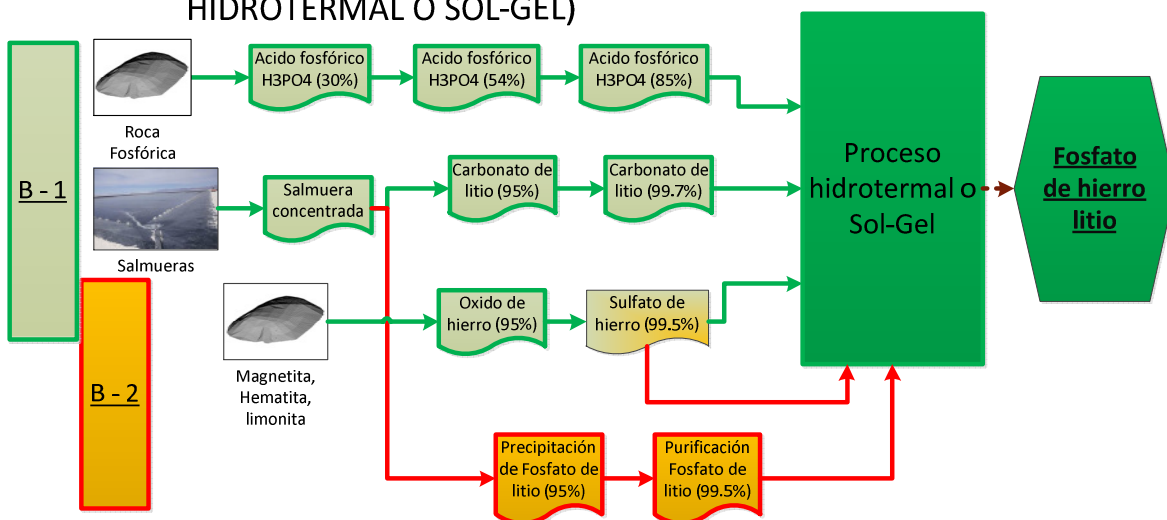 HIDROTERMAL O SOL-GEL)
B - 1
Roca
Fosfórica
Acido fosfórico
H3PO4 (30%)
Acido fosfórico
H3PO4 (54%)
Acido fosfórico
H3PO4 (85%)
Salmueras
Salmuera
concentrada
Carbonato de
litio (95%)
Carbonato de
litio (99.7%)
Proceso
hidrotermal o
Sol-Gel
Fosfato
de hierro
litio
B - 2
Magnetita,
Hematita,
limonita
Oxido de
hierro (95%)
Sulfato de
hierro (99.5%)
Precipitación
de Fosfato de
litio (95%)
Purificación
Fosfato de
litio (99.5%)